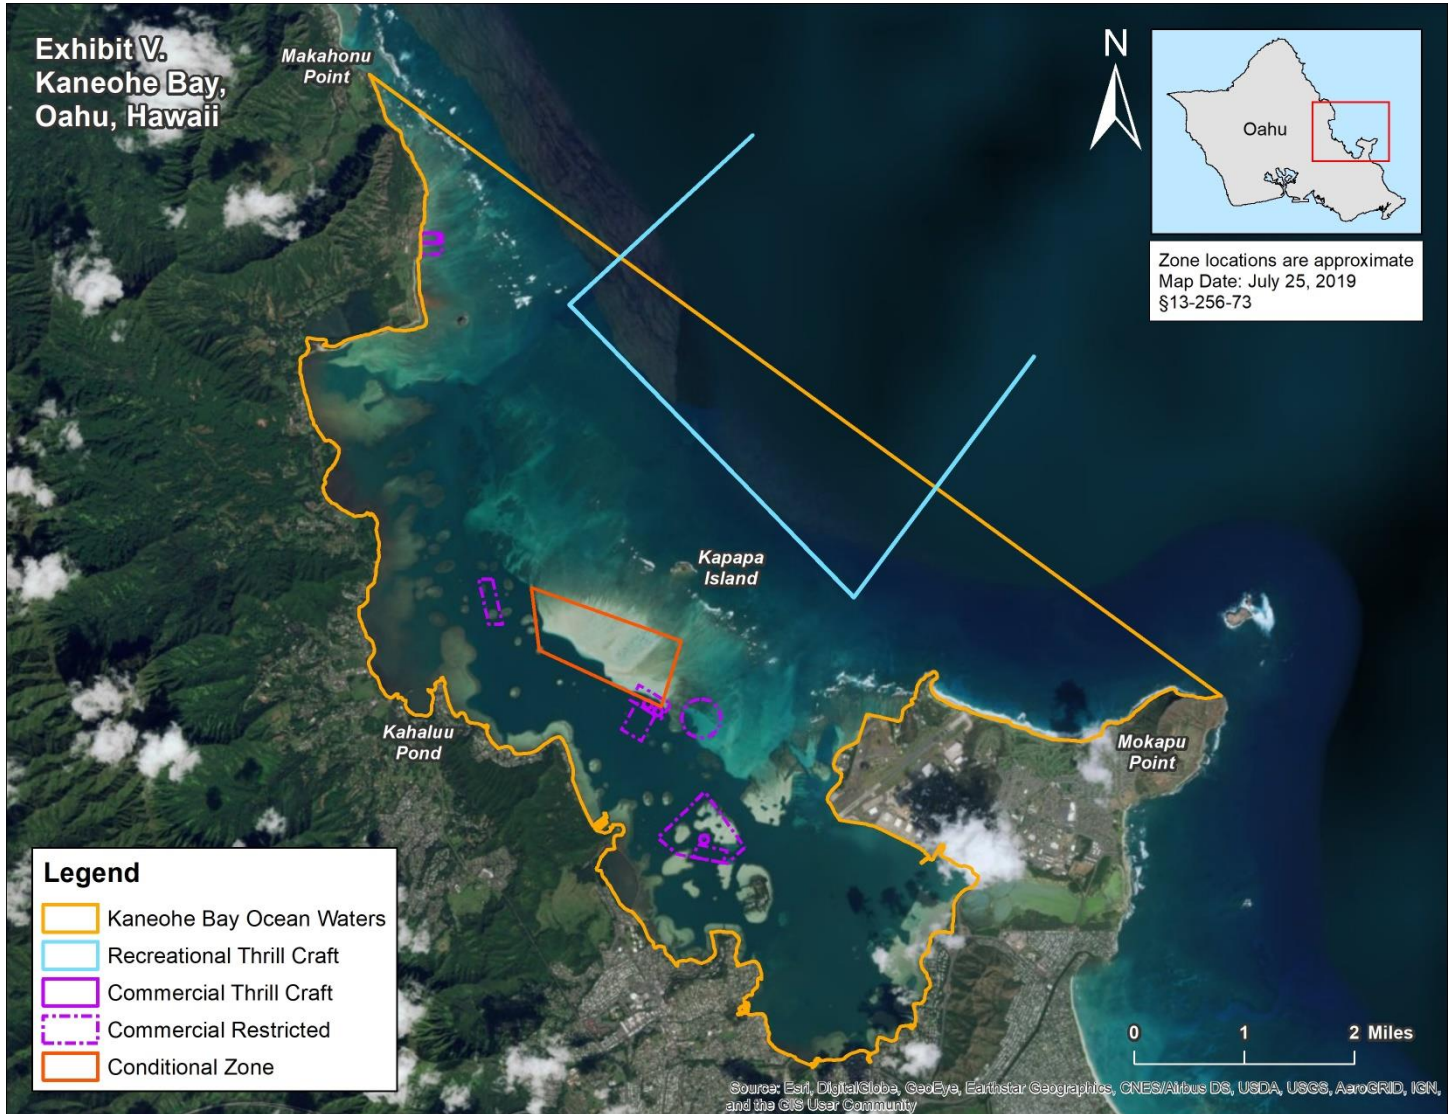 Exhibit V.
Kaneohe Bay,
Oahu, Hawaii
Makahonu
Point
N
Oahu
Zone locations are approximate
Map Date: July 25, 2019
§13-256-73
Kapapa
Island
Kahaluu
Pond
Mokapu
Point
Legend
Kaneohe Bay Ocean Waters
Recreational Thrill Craft
Commercial Thrill Craft
Commercial Restricted
Conditional Zone
0 1 2 Miles
Source: Esri, DigitalGlobe, GeoEye, Earthstar Geographics, CNES/Airbus DS, USDA, USGS, AeroGRID, IGN,
and the GIS User Community